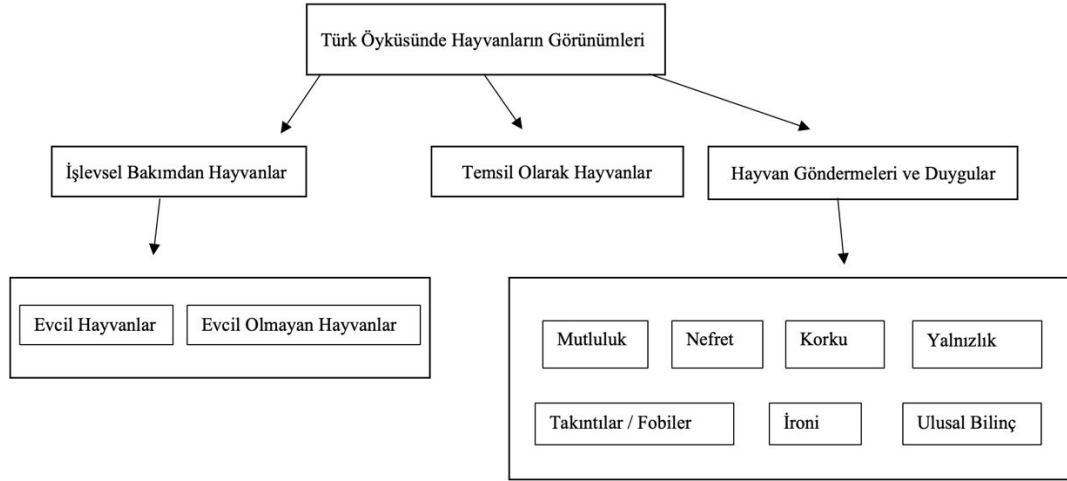 Türk Öyküsünde Hayvanların Görünümleri
İşlevsel Bakımdan Hayvanlar
Temsil Olarak Hayvanlar
Hayvan Göndermeleri ve Duygular
Evcil Hayvanlar
Evcil Olmayan Hayvanlar
Mutluluk
Nefret
Korku
Yalnızlık
Takıntılar / Fobiler
İroni
Ulusal Bilinç